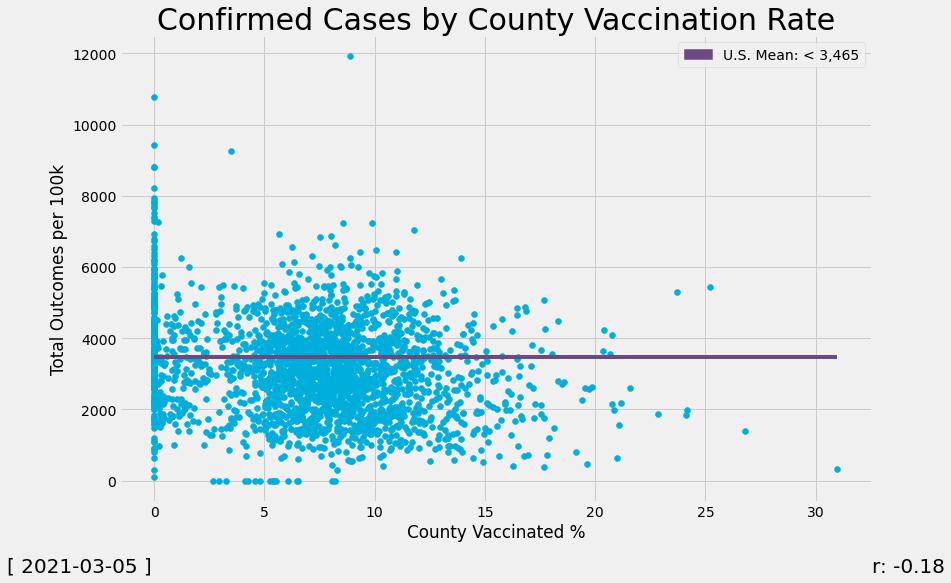 Confirmed Cases by County Vaccination Rate
U.S. Mean: < 3,465
12000
10000
8000
6000
4000
2000
0
Total Outcomes per 100k
0 5 10 15 20 25 30
County Vaccinated %
[ 2021-03-05 ] r: -0.18